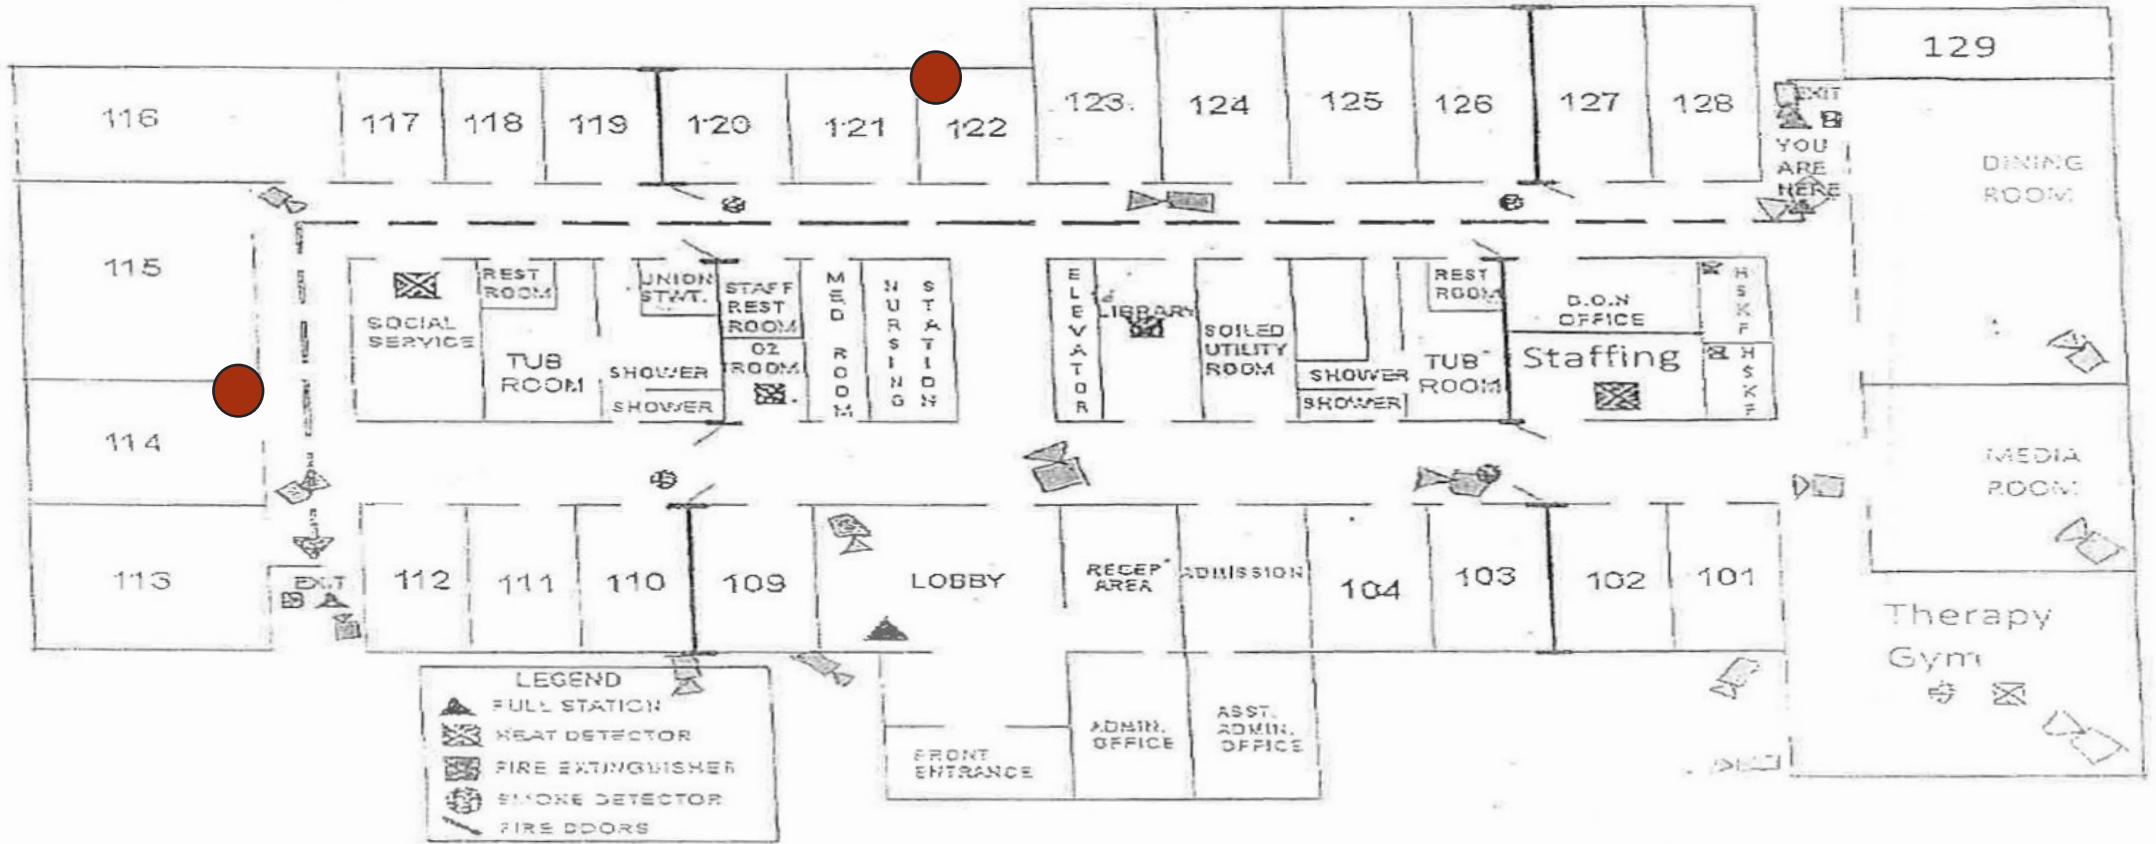 129
123
124
125
126
127
128
116
117
118
119
120
121
122
EXIT
YOU
ARE
HERE
DINING
ROOM
115
REST
ROOM
UNION
STWT.
STAFF
REST
ROOM
MED ROOM
NURSING
STATION
ELEVATOR
LIBRARY
REST
ROOM
D.O.N
OFFICE
HSKF
SOCIAL
SERVICE
TUB
ROOM
SHOWER
SHOWER
O2
ROOM
SOILED
UTILITY
ROOM
SHOWER
SHOWER
TUB
ROOM
Staffing
HSKF
114
MEDIA
ROOM
113
EXIT
112
111
110
109
LOBBY
RECEP
AREA
ADMISSION
104
103
102
101
Therapy
Gym
LEGEND
PULL STATION
HEAT DETECTOR
FIRE EXTINGUISHER
SMOKE DETECTOR
FIRE DOORS
FRONT
ENTRANCE
ADMIN.
OFFICE
ASST.
ADMIN.
OFFICE